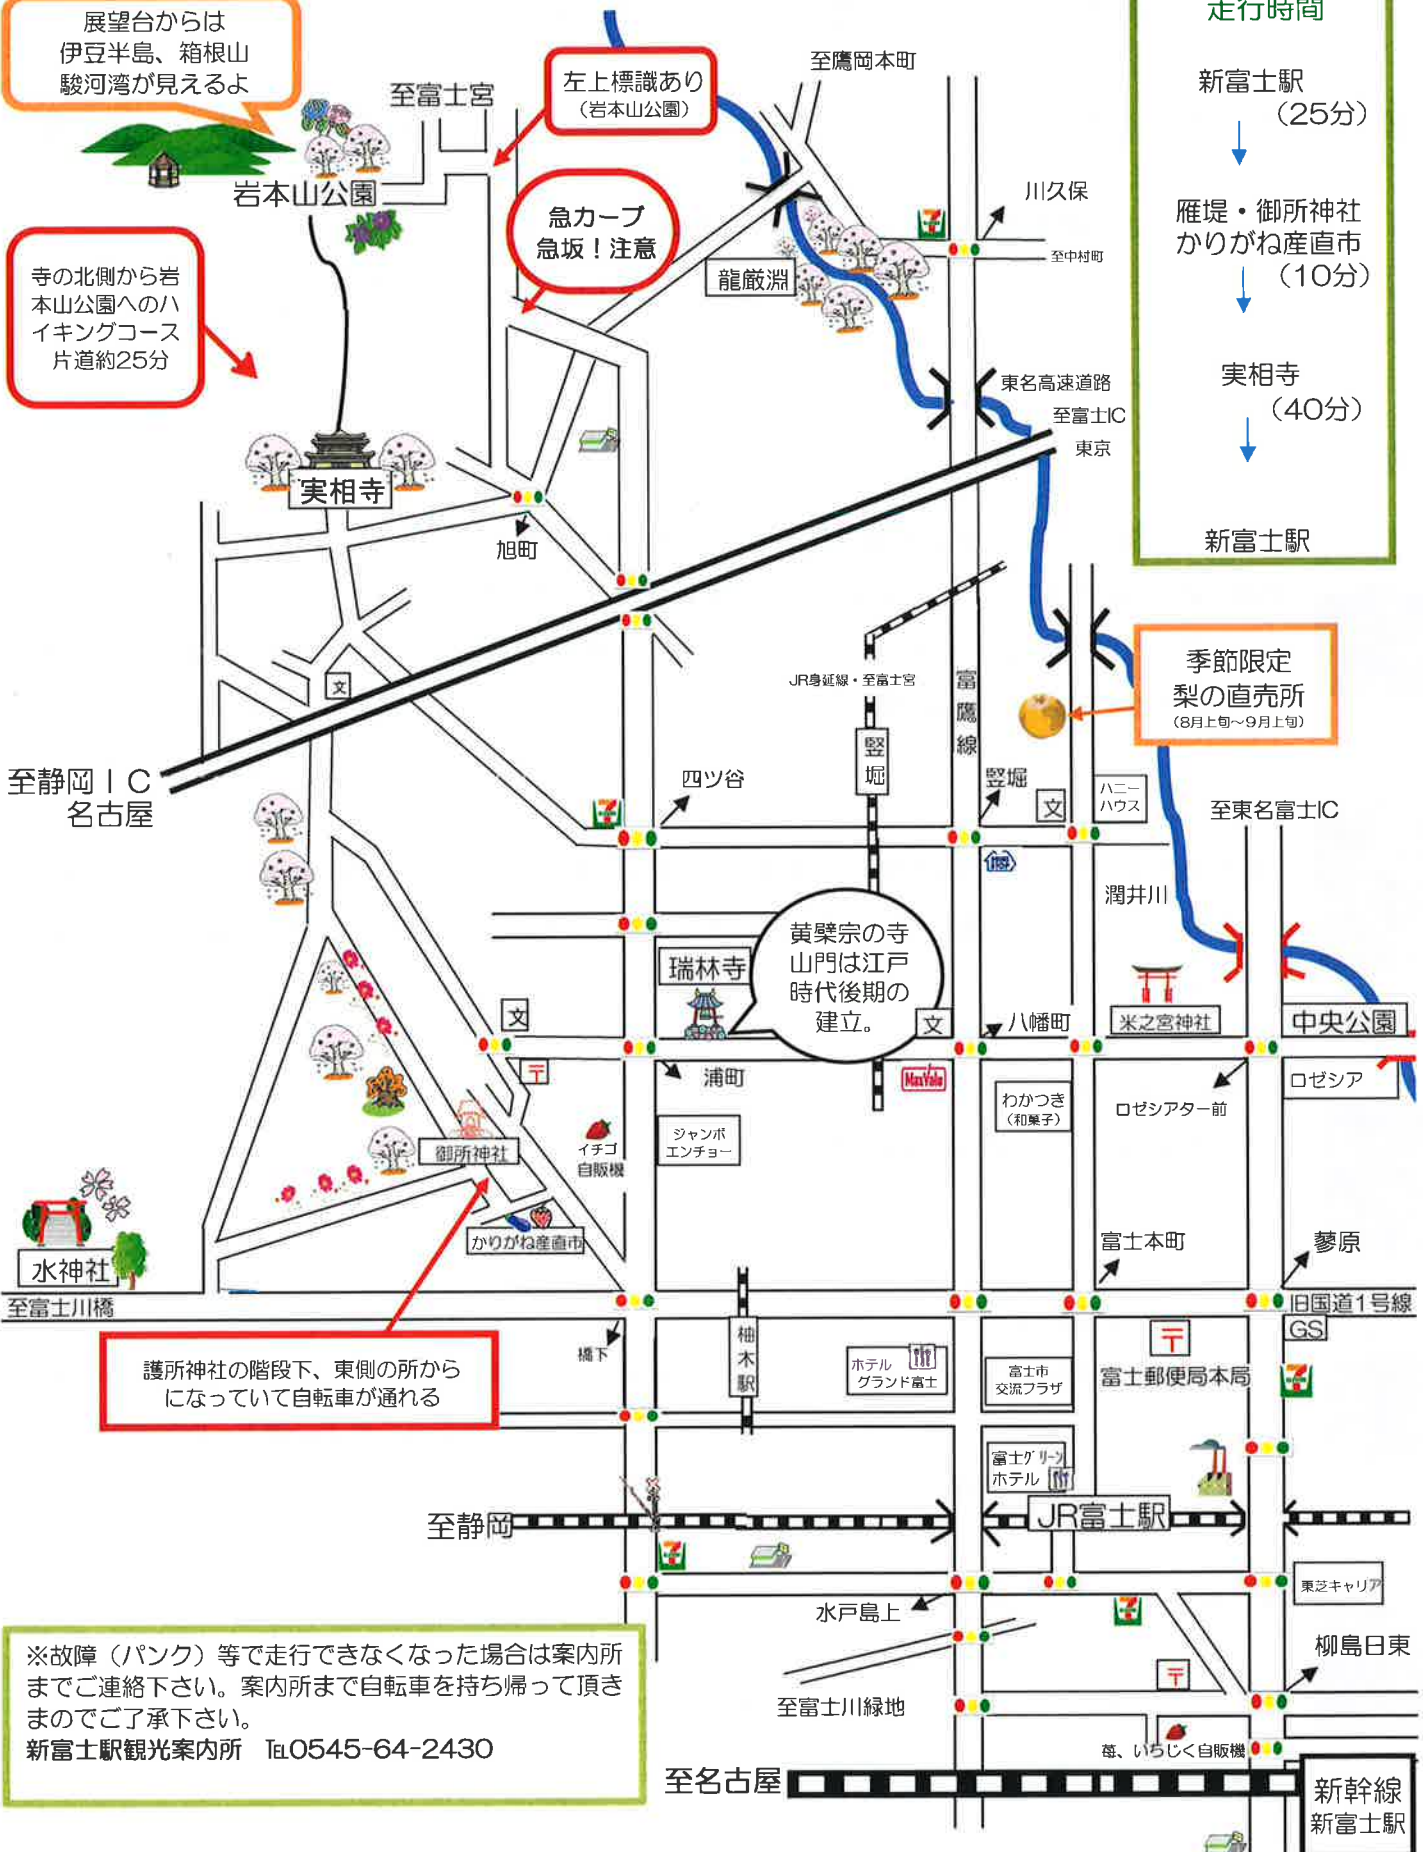 展望台からは
伊豆半島、箱根山
駿河湾が見えるよ
至富士宮
左上標識あり
（岩本山公園）
至鷹岡本町
走行時間
新富士駅
（25分）
雁堤・御所神社
かりがね産直市
（10分）
実相寺
（40分）
新富士駅
岩本山公園
急カーブ
急坂！注意
川久保
至中村町
龍厳淵
寺の北側から岩
本山公園へのハ
イキングコース
片道約25分
東名高速道路
至富士IC
東京
実相寺
旭町
文
JR身延線・至富士宮
富鷹線
季節限定
梨の直売所
（8月上旬～9月上旬）
至静岡ＩＣ
名古屋
四ツ谷
竪堀
竪堀
文
ハニー
ハウス
至東名富士IC
潤井川
黄檗宗の寺
山門は江戸
時代後期の
建立。
瑞林寺
文
文
八幡町
米之宮神社
中央公園
〒
浦町
MaxValu
わかつき
（和菓子）
ロゼシアター前
ロゼシア
ジャンボ
エンチョー
イチゴ
自販機
御所神社
かりがね産直市
水神社
富士本町
蓼原
至富士川橋
旧国道1号線
GS
橋下
柚木駅
ホテル
グランド富士
富士市
交流プラザ
〒
富士郵便局本局
護所神社の階段下、東側の所から
になっていて自転車が通れる
富士グリーン
ホテル
至静岡
JR富士駅
東芝キャリア
水戸島上
柳島日東
〒
至富士川緑地
苺、いちじく自販機
※故障（パンク）等で走行できなくなった場合は案内所
までご連絡下さい。案内所まで自転車を持ち帰って頂き
まのでご了承下さい。
新富士駅観光案内所　℡0545-64-2430
至名古屋
新幹線
新富士駅